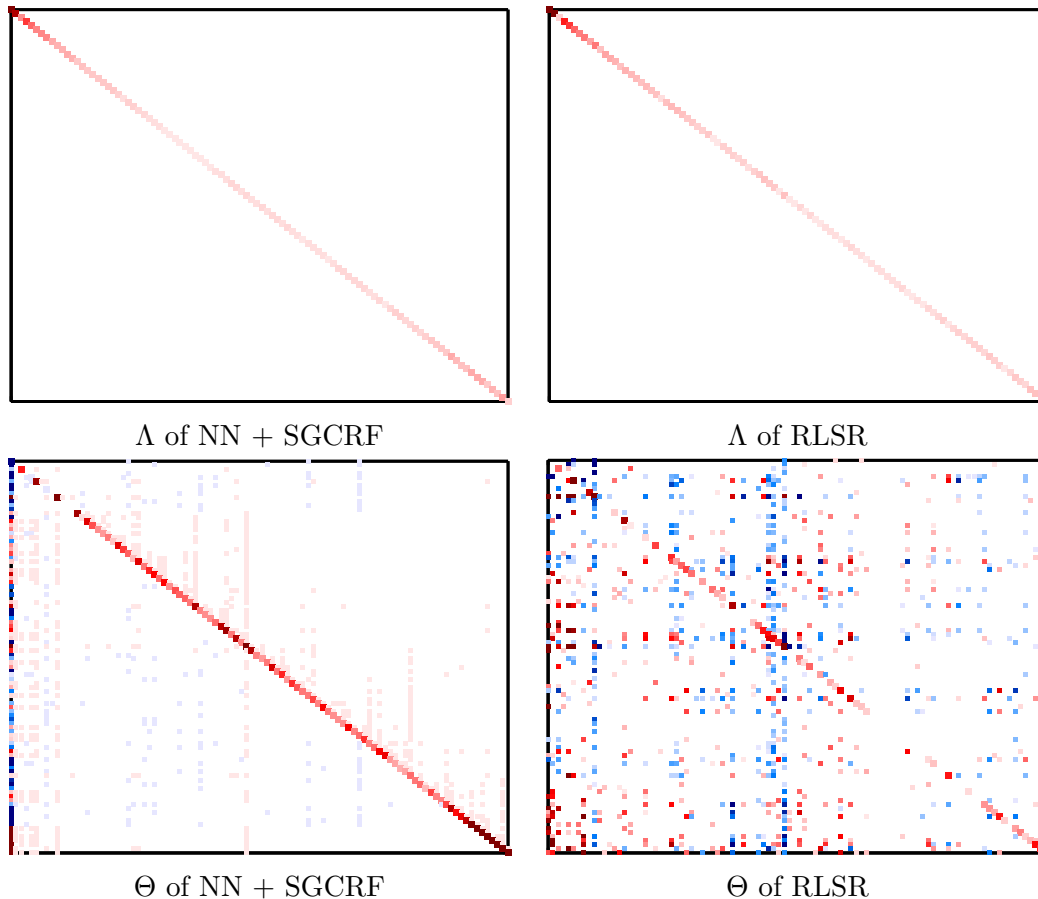 Λ of NN + SGCRF
Λ of RLSR
Θ of NN + SGCRF
Θ of RLSR